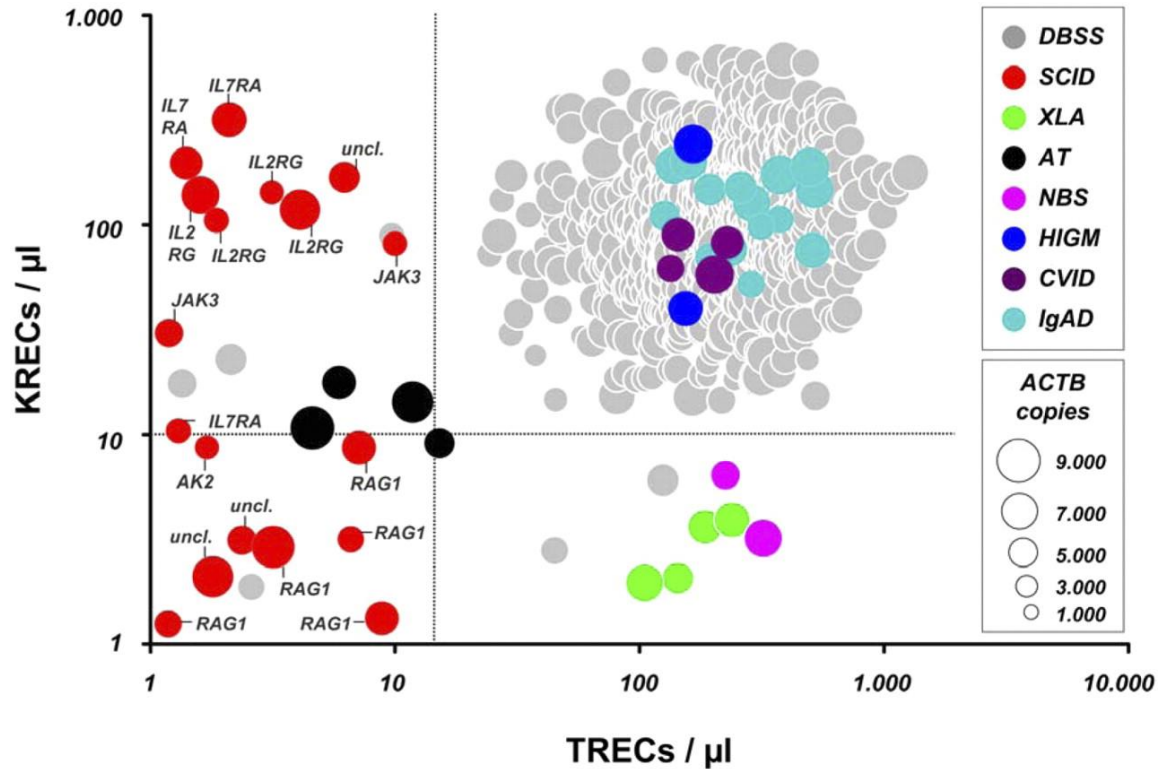 1.000
100
10
1
KRECs / µl
1
10
100
1.000
10.000
TRECs / µl
IL7RA
IL7
RA
IL2RG
uncl.
IL2
RG
IL2RG
IL2RG
JAK3
JAK3
IL7RA
AK2
RAG1
uncl.
uncl.
RAG1
RAG1
RAG1
RAG1
DBSS
SCID
XLA
AT
NBS
HIGM
CVID
IgAD
ACTB
copies
9.000
7.000
5.000
3.000
1.000